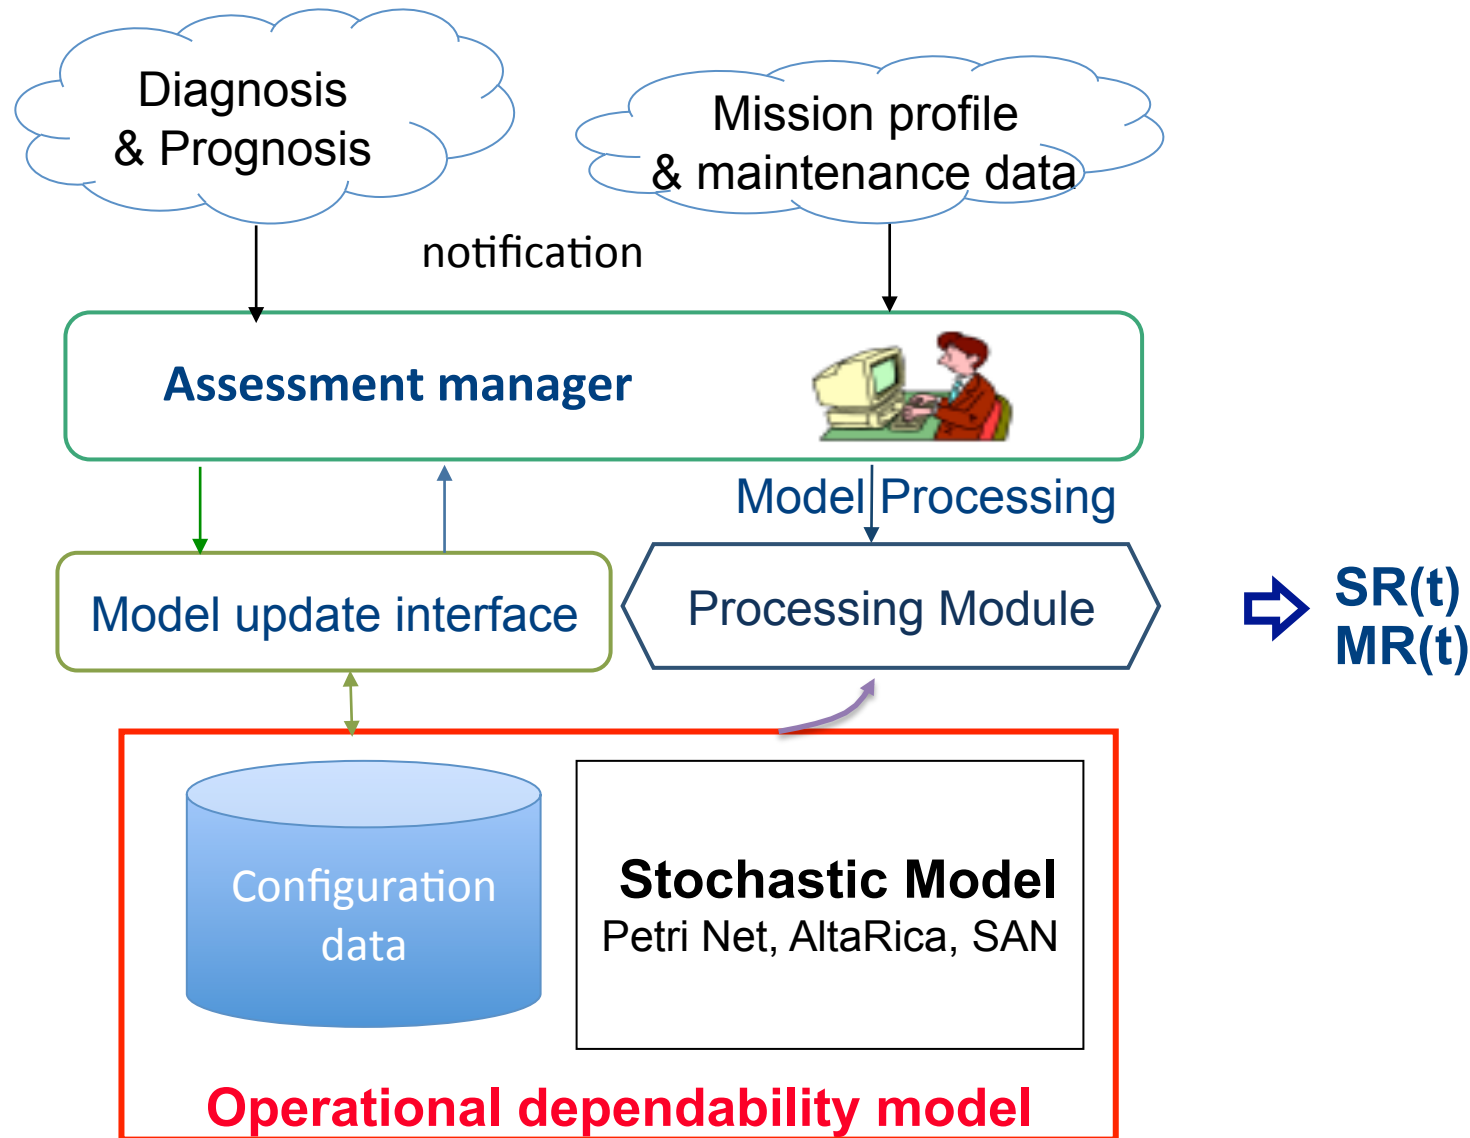 Diagnosis
& Prognosis
Mission profile
& maintenance data
notification
Assessment manager
Model Processing
Model update interface
Processing Module
SR(t)
MR(t)
Configuration
data
Stochastic Model
Petri Net, AltaRica, SAN
Operational dependability model